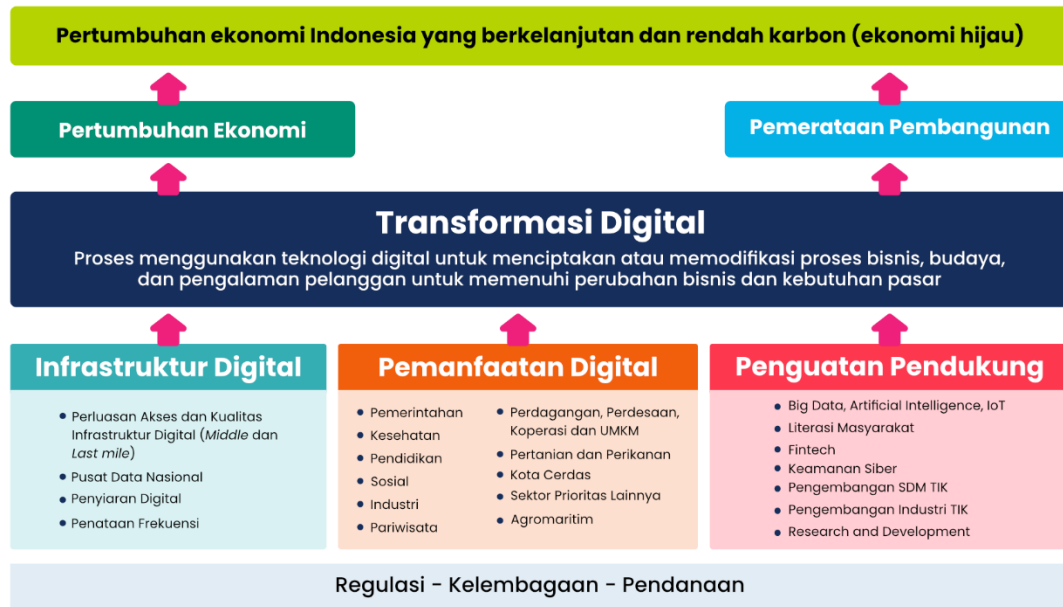 Pertumbuhan ekonomi Indonesia yang berkelanjutan dan rendah karbon (ekonomi hijau)
Pertumbuhan Ekonomi
Pemerataan Pembangunan
Transformasi Digital
Proses menggunakan teknologi digital untuk menciptakan atau memodifikasi proses bisnis, budaya,
dan pengalaman pelanggan untuk memenuhi perubahan bisnis dan kebutuhan pasar
Infrastruktur Digital
• Perluasan Akses dan Kualitas
Infrastruktur Digital (Middle dan
Last mile)
• Pusat Data Nasional
• Penyiaran Digital
• Penataan Frekuensi
Pemanfaatan Digital
• Pemerintahan
• Kesehatan
• Pendidikan
• Sosial
• Industri
• Pariwisata
• Perdagangan, Perdesaan,
Koperasi dan UMKM
• Pertanian dan Perikanan
• Kota Cerdas
• Sektor Prioritas Lainnya
• Agromaritim
Penguatan Pendukung
• Big Data, Artificial Intelligence, IoT
• Literasi Masyarakat
• Fintech
• Keamanan Siber
• Pengembangan SDM TIK
• Pengembangan Industri TIK
• Research and Development
Regulasi - Kelembagaan - Pendanaan